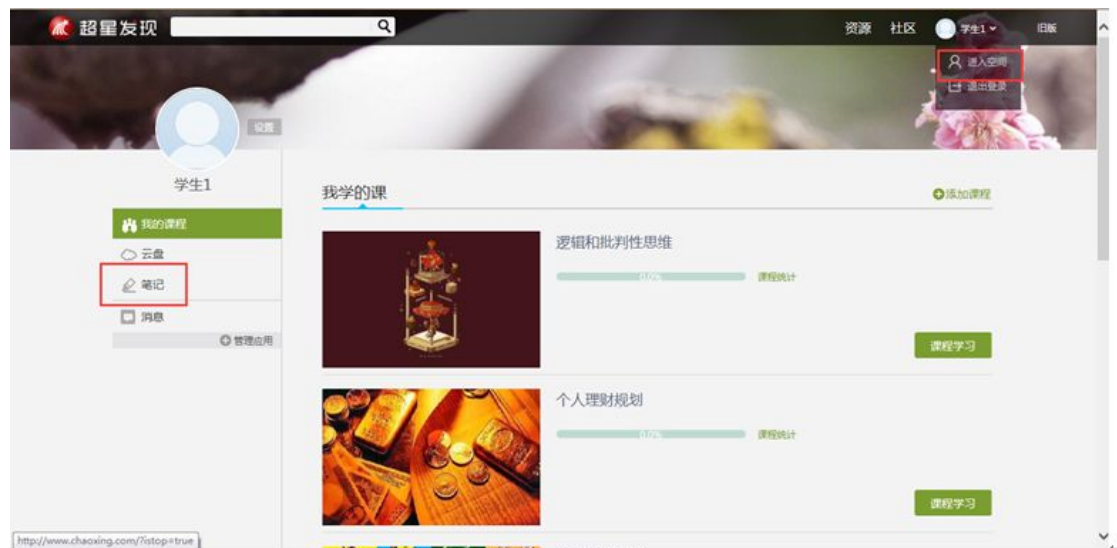 超星发现
资源 社区 学生1 旧版
进入空间
退出登录
设置
学生1
我的课程
云盘
笔记
消息
管理应用
我学的课
添加课程
逻辑和批判性思维
0.0% 课程统计
课程学习
个人理财规划
0.0% 课程统计
课程学习
http://www.chaoxing.com/?istop=true